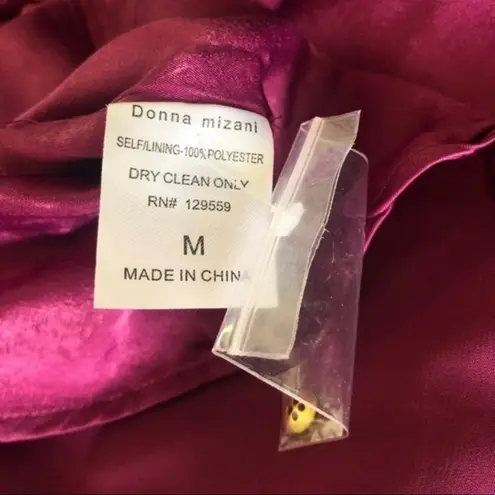 Donna mizani
SELF/LINING-100%POLYESTER
DRY CLEAN ONLY
RN# 129559
M
MADE IN CHINA